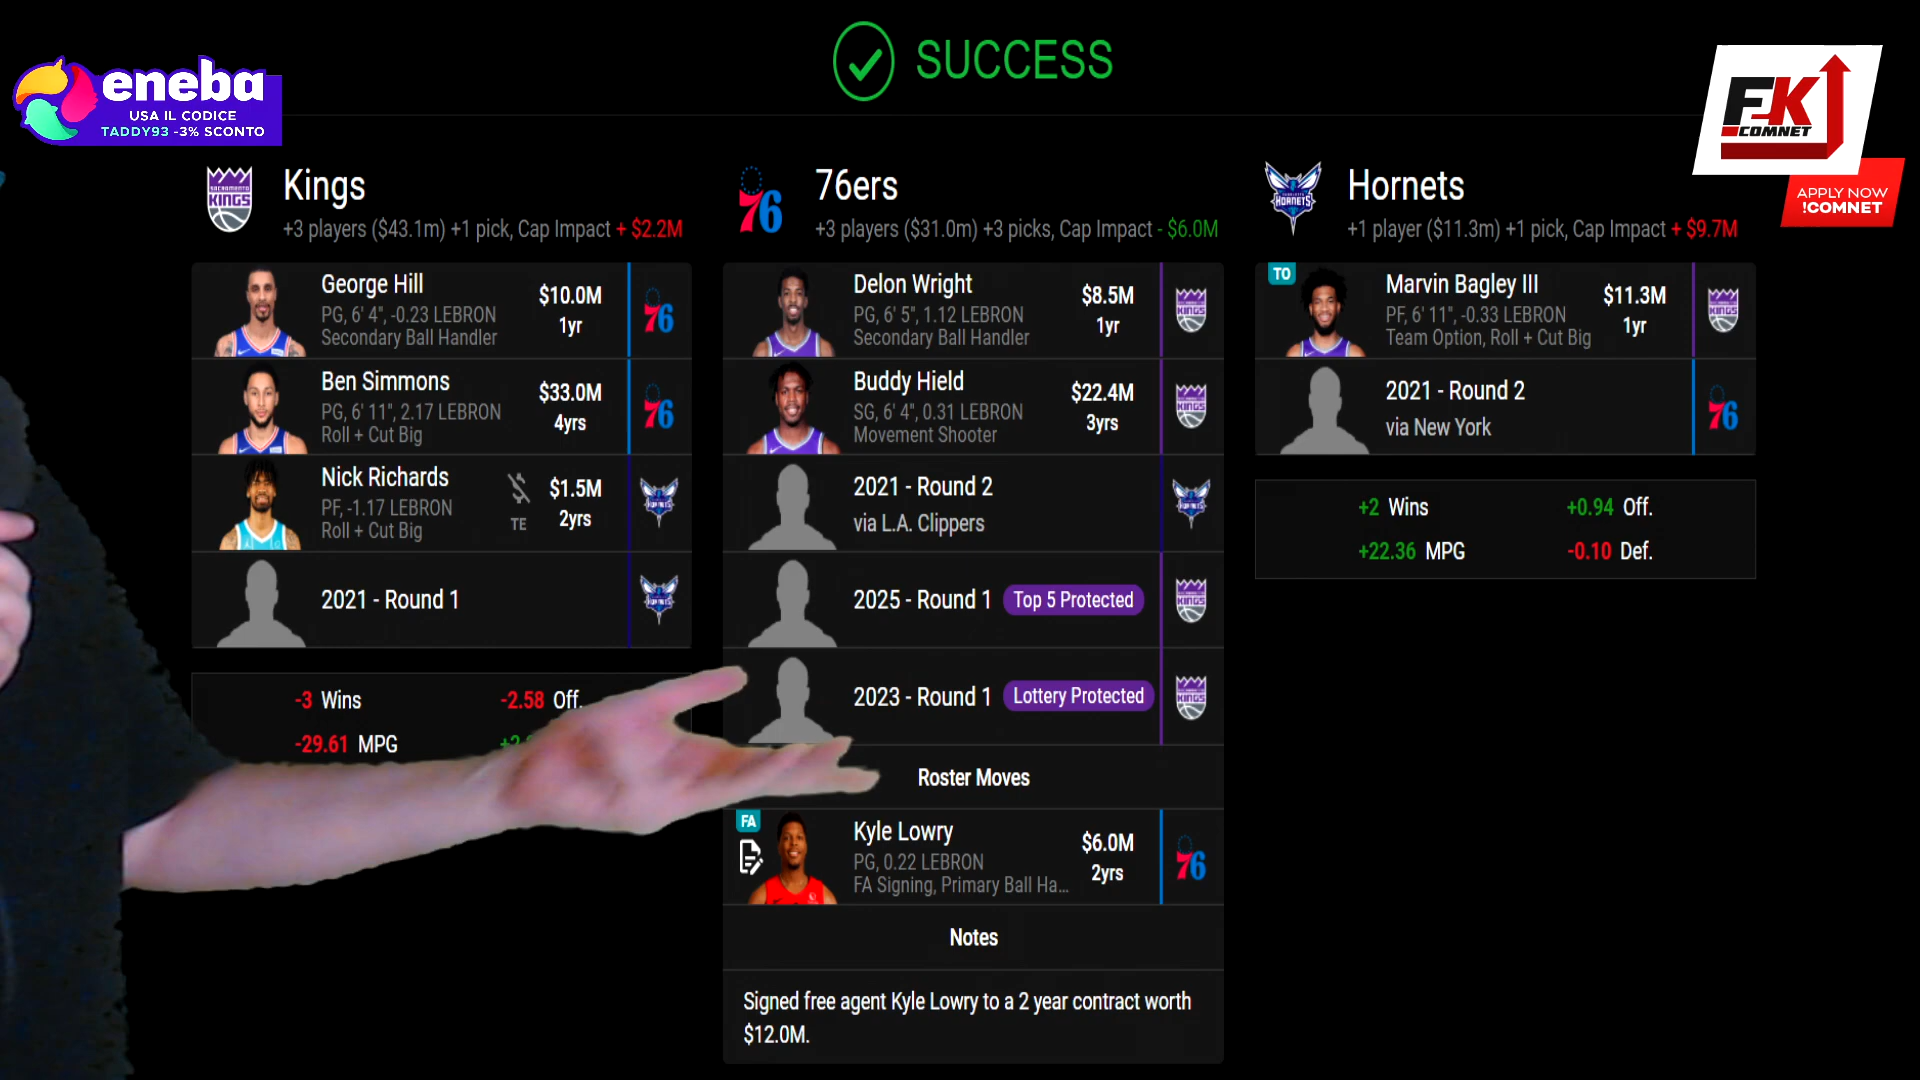 SUCCESS
eneba
USA IL CODICE
TADDY93 -3% SCONTO
EK
COMNET
APPLY NOW
!COMNET
Kings
+3 players ($43.1m) +1 pick, Cap Impact + $2.2M
George Hill
PG, 6' 4", -0.23 LEBRON
Secondary Ball Handler
$10.0M
1yr
76
Ben Simmons
PG, 6' 11", 2.17 LEBRON
Roll + Cut Big
$33.0M
4yrs
76
Nick Richards
PF, -1.17 LEBRON
Roll + Cut Big
TE
$1.5M
2yrs
2021 - Round 1
-3 Wins
-2.58 Off.
-29.61 MPG
SACRAMENTO
KINGS
76
76ers
+3 players ($31.0m) +3 picks, Cap Impact - $6.0M
Delon Wright
PG, 6' 5", 1.12 LEBRON
Secondary Ball Handler
$8.5M
1yr
Buddy Hield
SG, 6' 4", 0.31 LEBRON
Movement Shooter
$22.4M
3yrs
2021 - Round 2
via L.A. Clippers
2025 - Round 1 Top 5 Protected
2023 - Round 1 Lottery Protected
Roster Moves
FA
Kyle Lowry
PG, 0.22 LEBRON
FA Signing, Primary Ball Ha...
$6.0M
2yrs
76
Notes
Signed free agent Kyle Lowry to a 2 year contract worth
$12.0M.
HORNETS
Hornets
+1 player ($11.3m) +1 pick, Cap Impact + $9.7M
TO
Marvin Bagley III
PF, 6' 11", -0.33 LEBRON
Team Option, Roll + Cut Big
$11.3M
1yr
2021 - Round 2
via New York
76
+2 Wins
+0.94 Off.
+22.36 MPG
-0.10 Def.